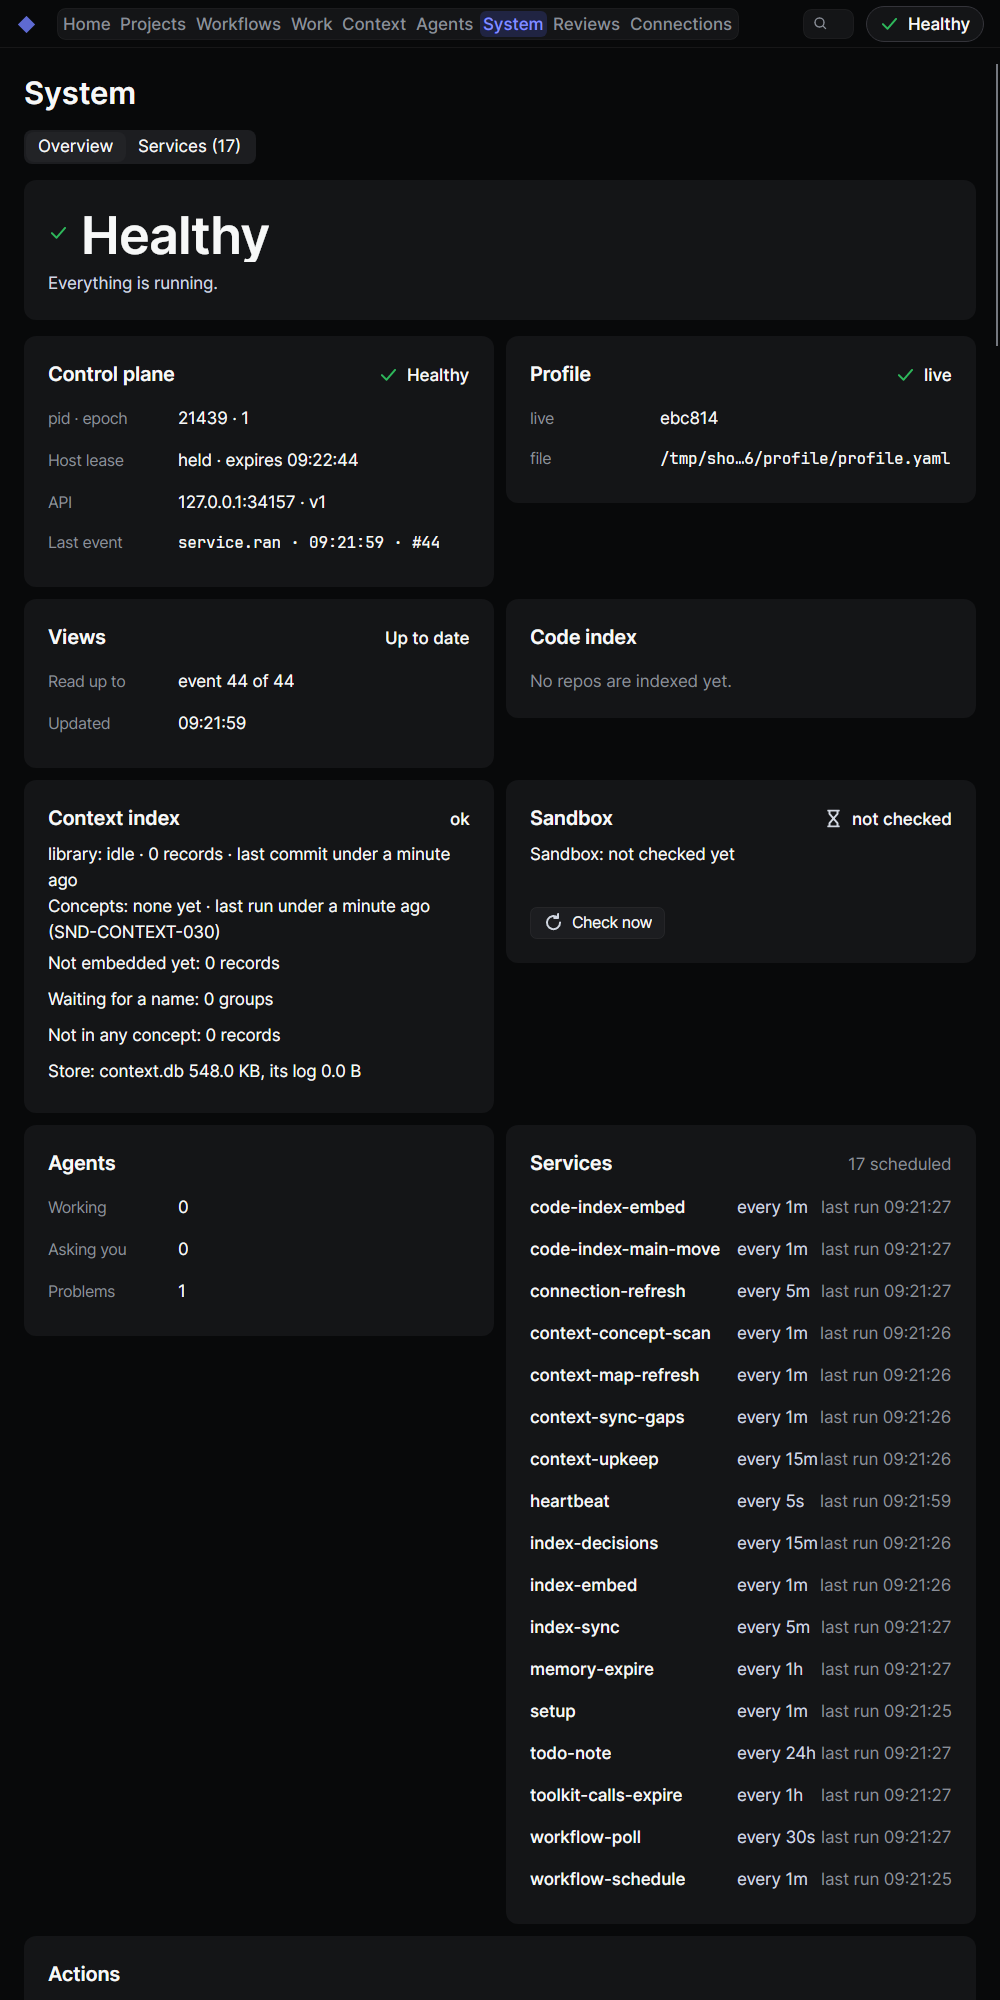 Home Projects Workflows Work Context Agents System Reviews Connections
Healthy
System
Overview Services (17)
Healthy
Everything is running.
Control plane Healthy
pid · epoch 21439 · 1
Host lease held · expires 09:22:44
API 127.0.0.1:34157 · v1
Last event service.ran · 09:21:59 · #44
Profile live
live ebc814
file /tmp/sho…6/profile/profile.yaml
Views Up to date
Read up to event 44 of 44
Updated 09:21:59
Code index
No repos are indexed yet.
Context index ok
library: idle · 0 records · last commit under a minute
ago
Concepts: none yet · last run under a minute ago
(SND-CONTEXT-030)
Not embedded yet: 0 records
Waiting for a name: 0 groups
Not in any concept: 0 records
Store: context.db 548.0 KB, its log 0.0 B
Sandbox not checked
Sandbox: not checked yet
Check now
Agents
Working 0
Asking you 0
Problems 1
Services 17 scheduled
code-index-embed every 1m last run 09:21:27
code-index-main-move every 1m last run 09:21:27
connection-refresh every 5m last run 09:21:27
context-concept-scan every 1m last run 09:21:26
context-map-refresh every 1m last run 09:21:26
context-sync-gaps every 1m last run 09:21:26
context-upkeep every 15m last run 09:21:26
heartbeat every 5s last run 09:21:59
index-decisions every 15m last run 09:21:26
index-embed every 1m last run 09:21:26
index-sync every 5m last run 09:21:27
memory-expire every 1h last run 09:21:27
setup every 1m last run 09:21:25
todo-note every 24h last run 09:21:27
toolkit-calls-expire every 1h last run 09:21:27
workflow-poll every 30s last run 09:21:27
workflow-schedule every 1m last run 09:21:25
Actions